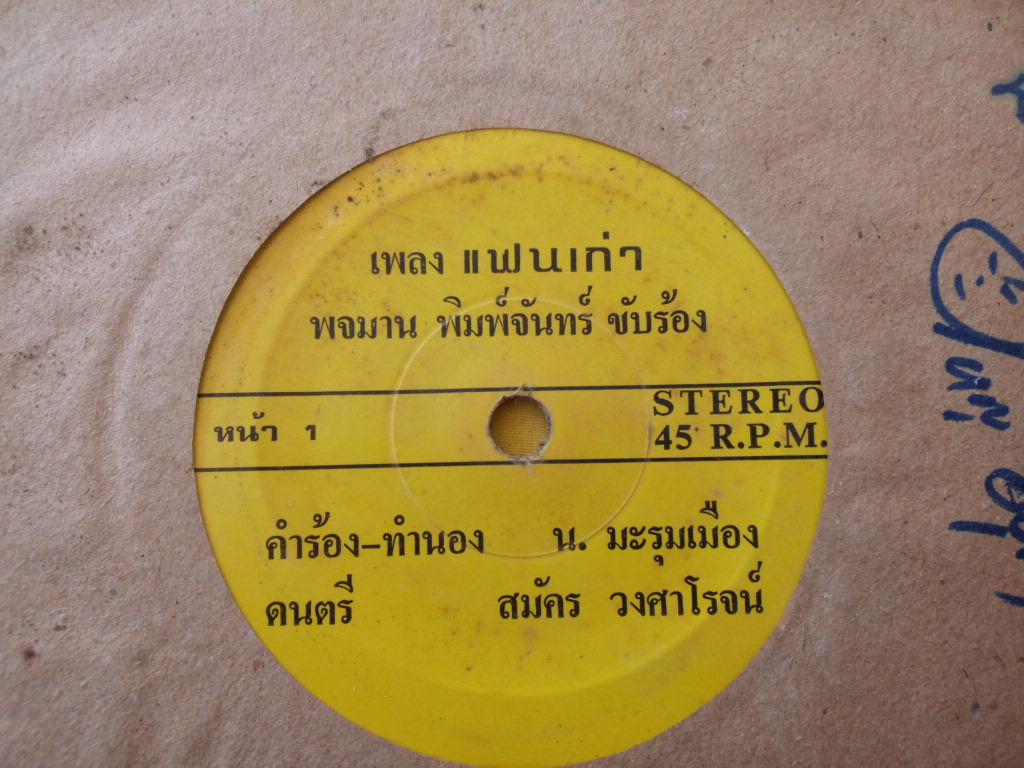 เพลง แฟนเก่า
พจมาน พิมพ์จันทร์ ขับร้อง
หน้า 1
STEREO
45 R.P.M.
คำร้อง-ทำนอง น. มะรุมเมือง
ดนตรี สมัคร วงศาโรจน์